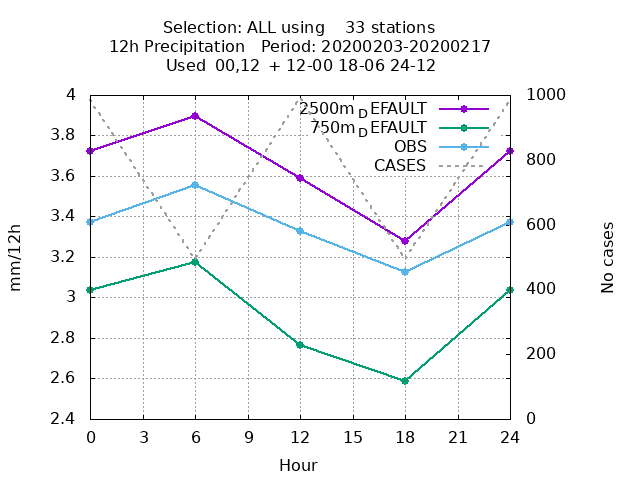 Selection: ALL using    33 stations
12h Precipitation   Period: 20200203-20200217
Used  00,12  + 12-00 18-06 24-12
2500m_DEFAULT
750m_DEFAULT
OBS
CASES
mm/12h
4
3.8
3.6
3.4
3.2
3
2.8
2.6
2.4
1000
800
600
400
200
0
No cases
0 3 6 9 12 15 18 21 24
Hour